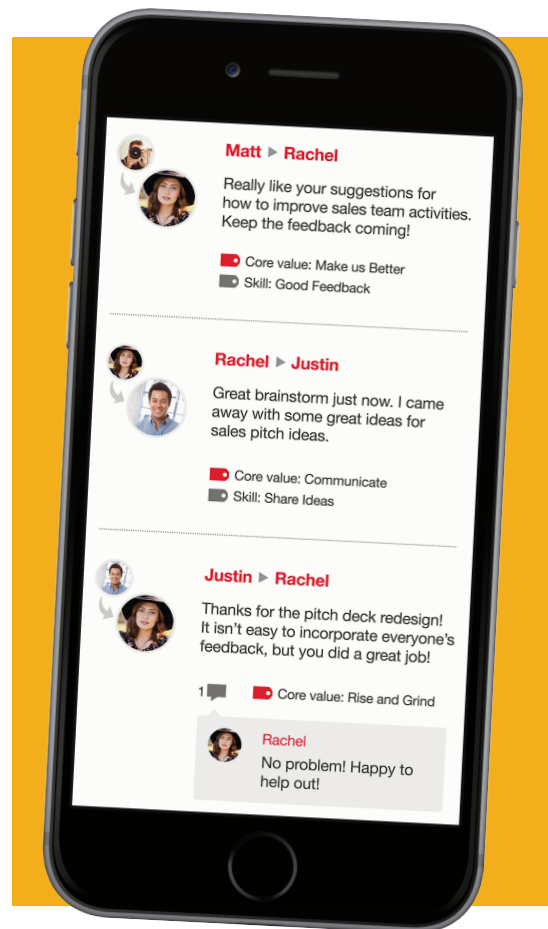 Matt ▶ Rachel
Really like your suggestions for
how to improve sales team activities.
Keep the feedback coming!
Core value: Make us Better
Skill: Good Feedback
Rachel ▶ Justin
Great brainstorm just now. I came
away with some great ideas for
sales pitch ideas.
Core value: Communicate
Skill: Share Ideas
Justin ▶ Rachel
Thanks for the pitch deck redesign!
It isn’t easy to incorporate everyone’s
feedback, but you did a great job!
1 Core value: Rise and Grind
Rachel
No problem! Happy to
help out!